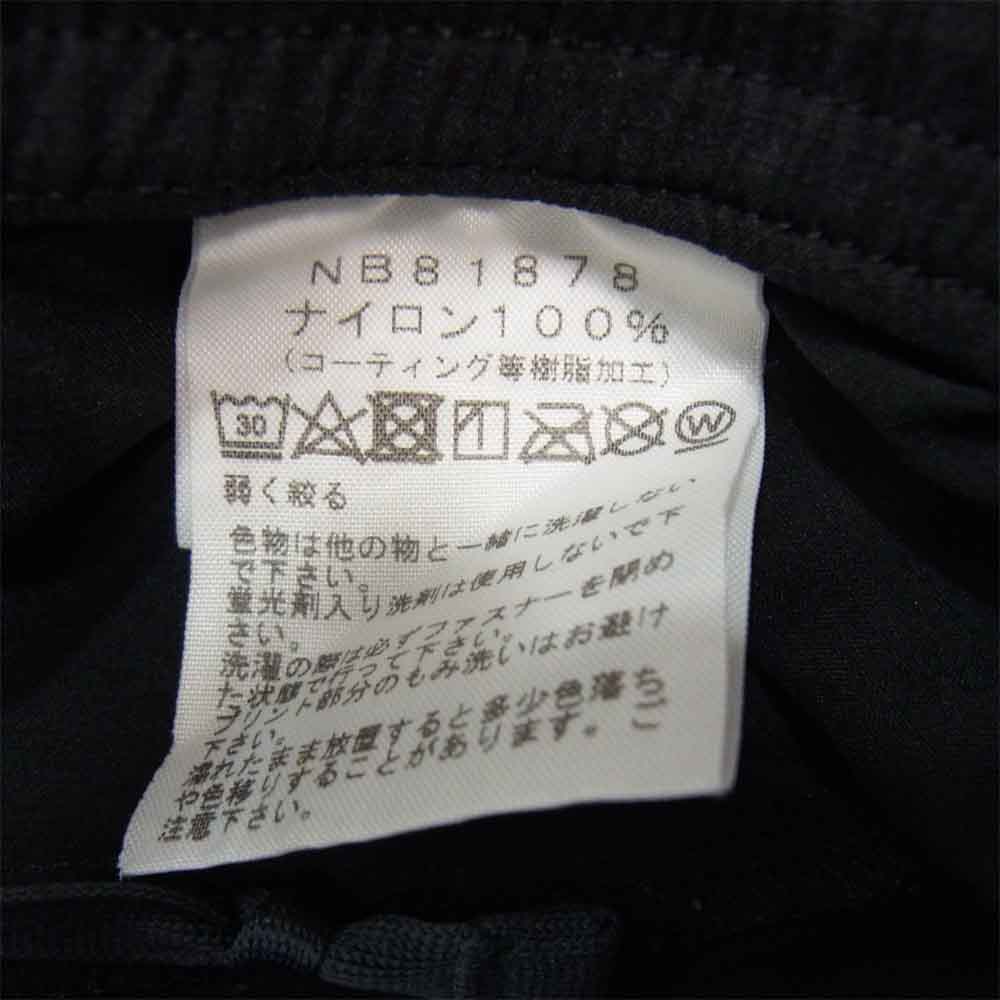 NB81878
ナイロン100%
(コーティング等樹脂加工)
30 W
弱く絞る
色物は他の物と一緒に洗濯しない
で下さい。
蛍光剤入り洗剤は使用しないで下
さい。
洗濯の際は必ずファスナーを閉め
た状態で行って下さい。
プリント部分のもみ洗いはお避け
下さい。
濡れたまま放置すると多少色落ち
や色移りすることがあります。ご
注意下さい。